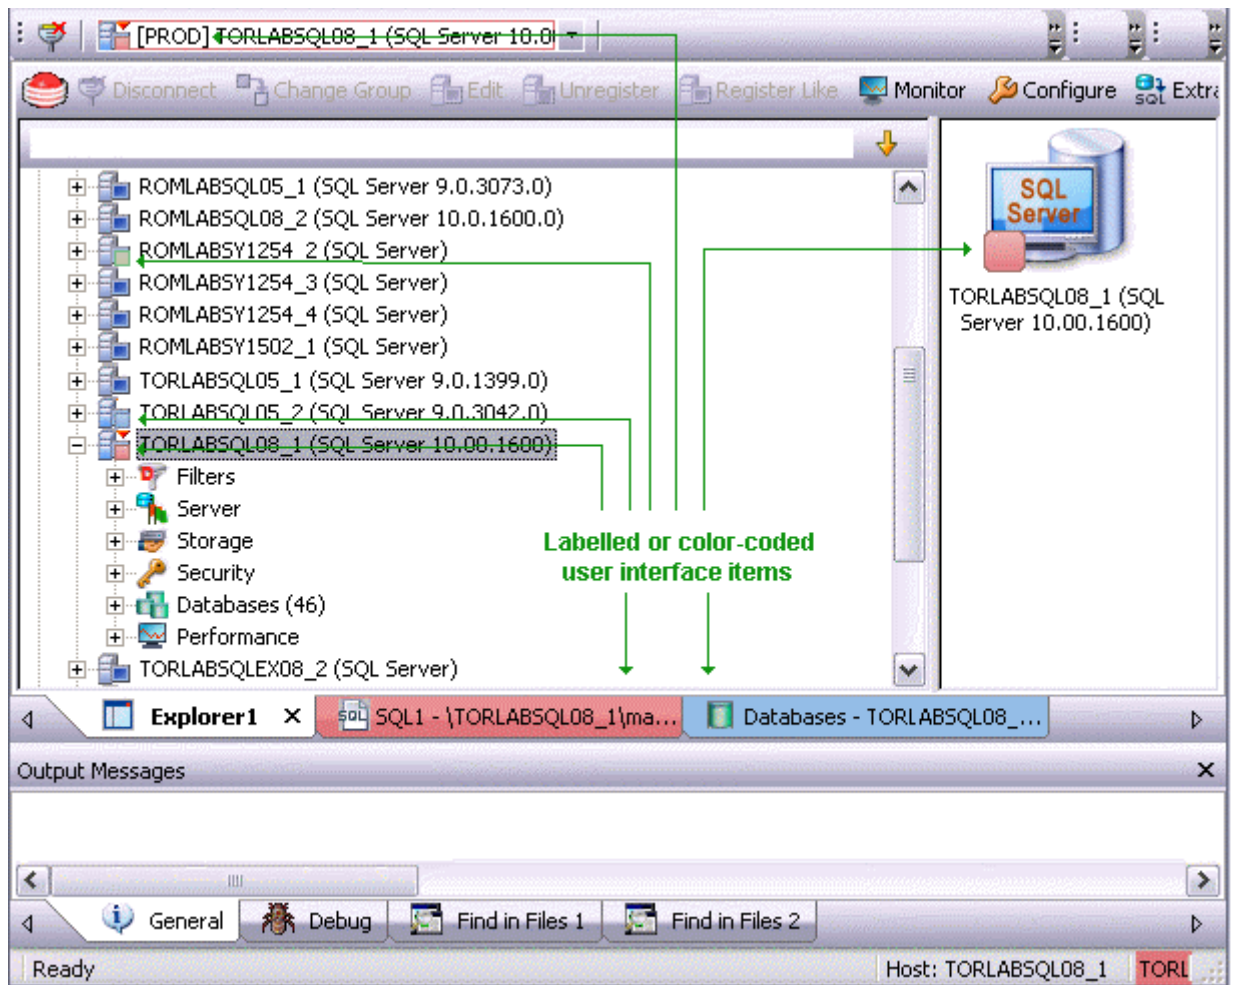 [PROD] TORLABSQL08_1 (SQL Server 10.0
Disconnect Change Group Edit Unregister Register Like Monitor Configure SQL Extra
ROMLABSQL05_1 (SQL Server 9.0.3073.0)
ROMLABSQL08_2 (SQL Server 10.0.1600.0)
ROMLABSY1254_2 (SQL Server)
ROMLABSY1254_3 (SQL Server)
ROMLABSY1254_4 (SQL Server)
ROMLABSY1502_1 (SQL Server)
TORLABSQL05_1 (SQL Server 9.0.1399.0)
TORLABSQL05_2 (SQL Server 9.0.3042.0)
TORLABSQL08_1 (SQL Server 10.00.1600)
Filters
Server
Storage
Security
Databases (46)
Performance
TORLABSQLEX08_2 (SQL Server)
SQL
Server
TORLABSQL08_1 (SQL
Server 10.00.1600)
Labelled or color-coded
user interface items
Explorer1 SQL SQL1 - \TORLABSQL08_1\ma... Databases - TORLABSQL08_...
Output Messages
General Debug Find in Files 1 Find in Files 2
Ready Host: TORLABSQL08_1 TORL